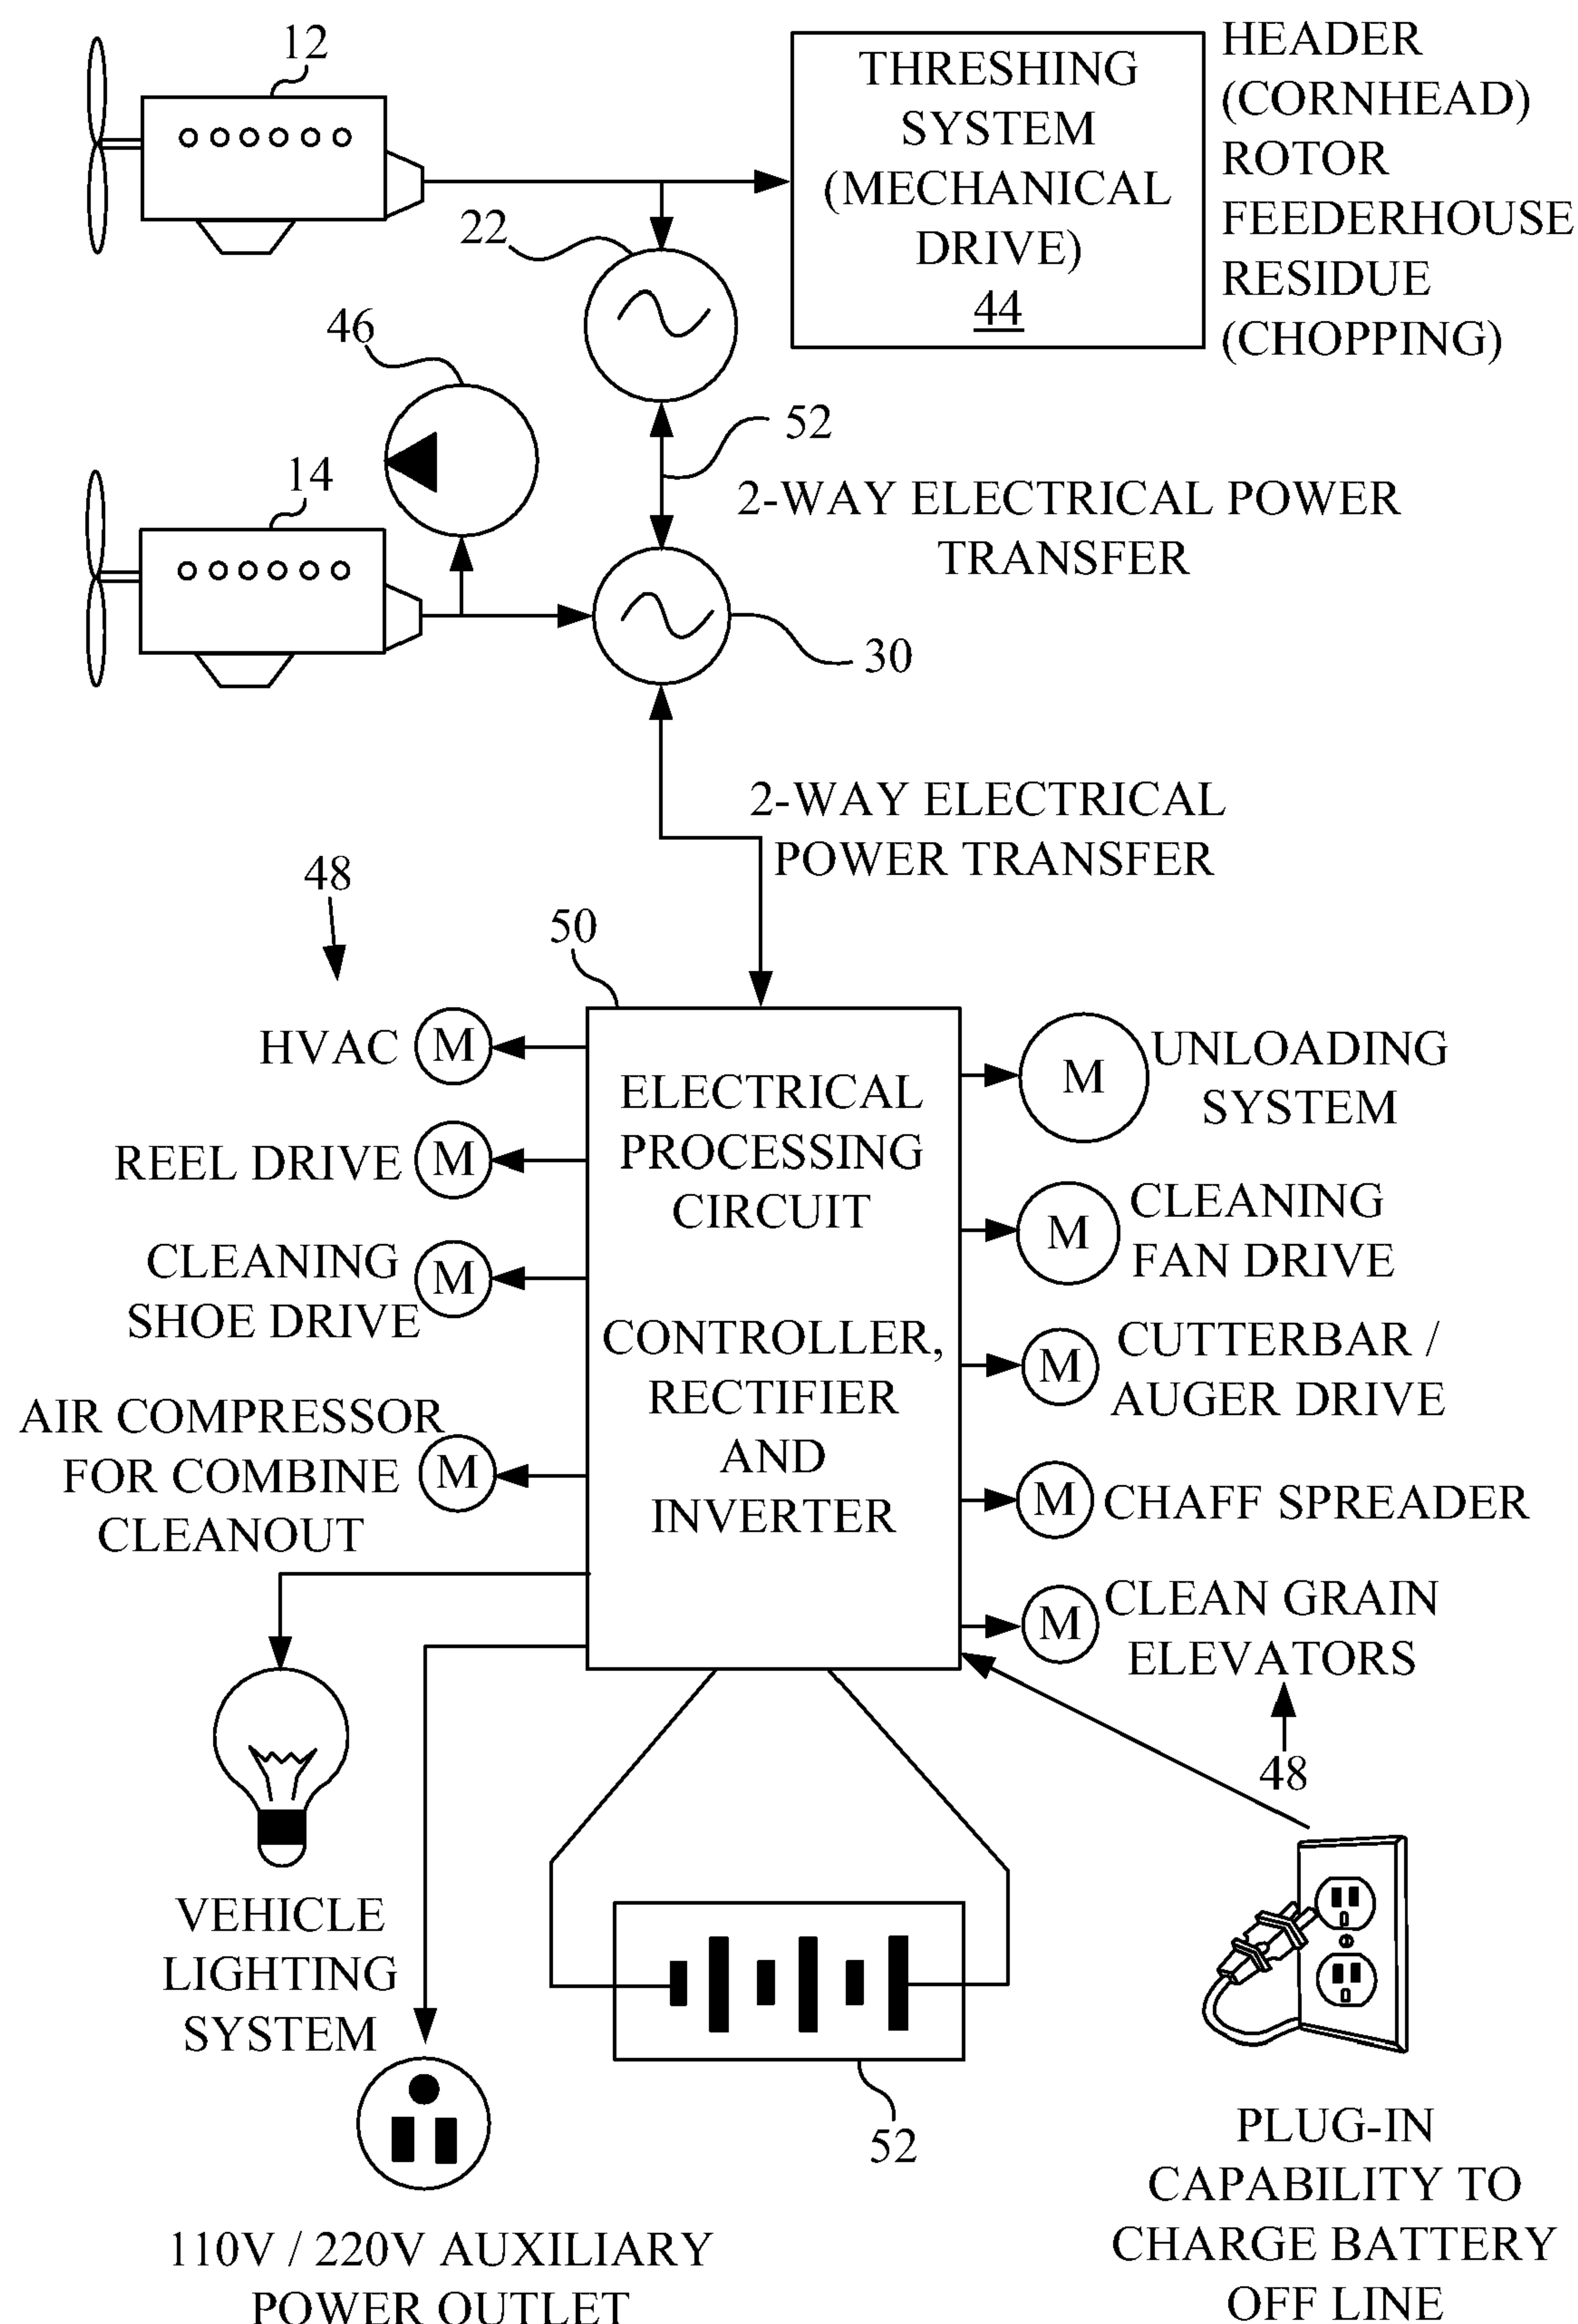 12
THRESHING
SYSTEM
(MECHANICAL
DRIVE)
44
HEADER
(CORNHEAD)
ROTOR
FEEDERHOUSE
RESIDUE
(CHOPPING)
22
46
52
2-WAY ELECTRICAL POWER
TRANSFER
14
30
2-WAY ELECTRICAL
POWER TRANSFER
48
50
HVAC
M
REEL DRIVE
M
CLEANING
SHOE DRIVE
M
AIR COMPRESSOR
FOR COMBINE
CLEANOUT
M
ELECTRICAL
PROCESSING
CIRCUIT
CONTROLLER,
RECTIFIER
AND
INVERTER
M
UNLOADING
SYSTEM
M
CLEANING
FAN DRIVE
M
CUTTERBAR /
AUGER DRIVE
M
CHAFF SPREADER
M
CLEAN GRAIN
ELEVATORS
48
VEHICLE
LIGHTING
SYSTEM
52
110V / 220V AUXILIARY
POWER OUTLET
PLUG-IN
CAPABILITY TO
CHARGE BATTERY
OFF LINE